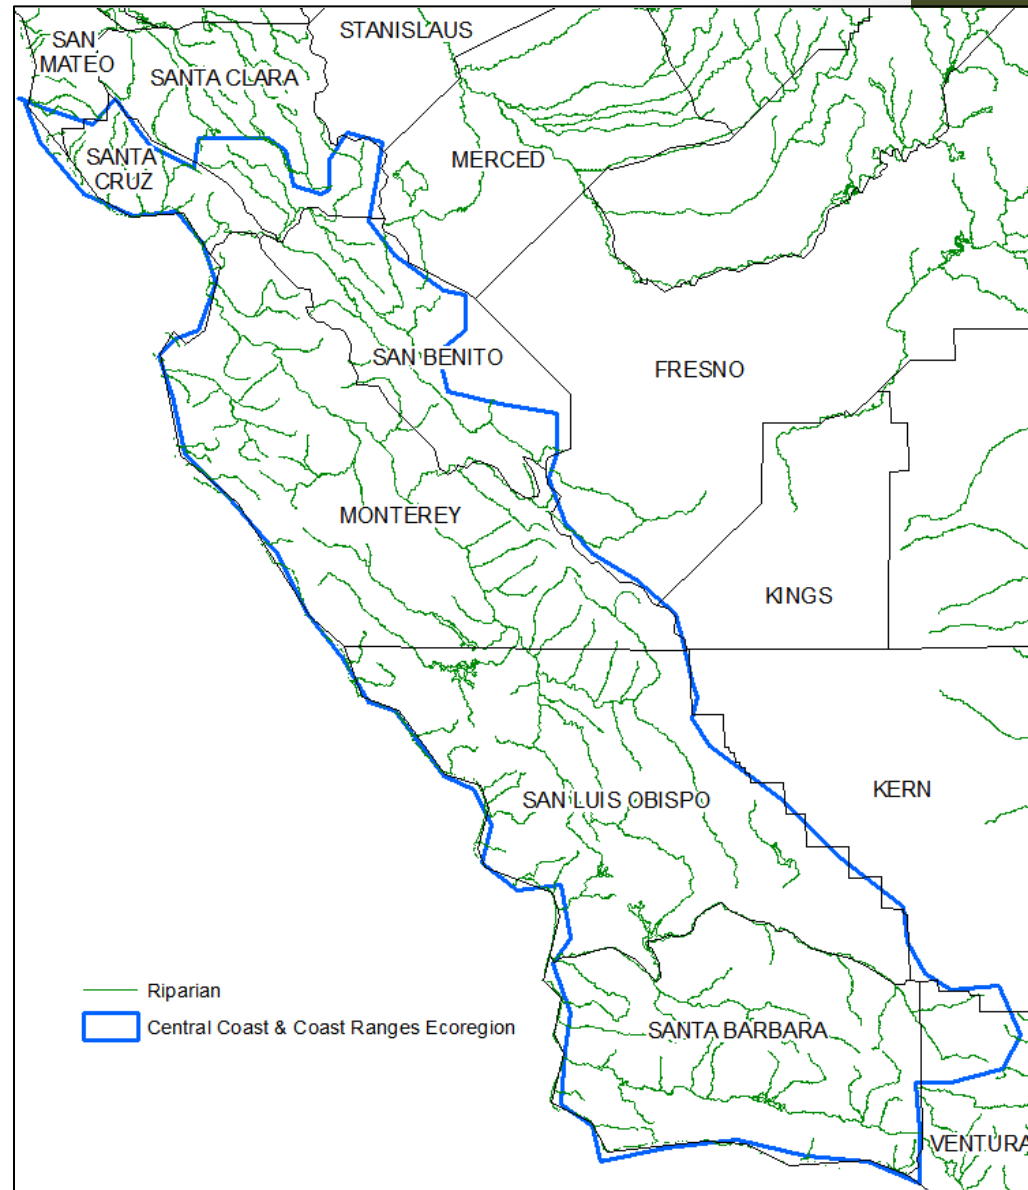 STANISLAUS
SAN
MATEO
SANTA CLARA
SANTA
CRUZ
MERCED
SAN BENITO
FRESNO
MONTEREY
KINGS
SAN LUIS OBISPO
KERN
Riparian
Central Coast & Coast Ranges Ecoregion
SANTA BARBARA
VENTURA